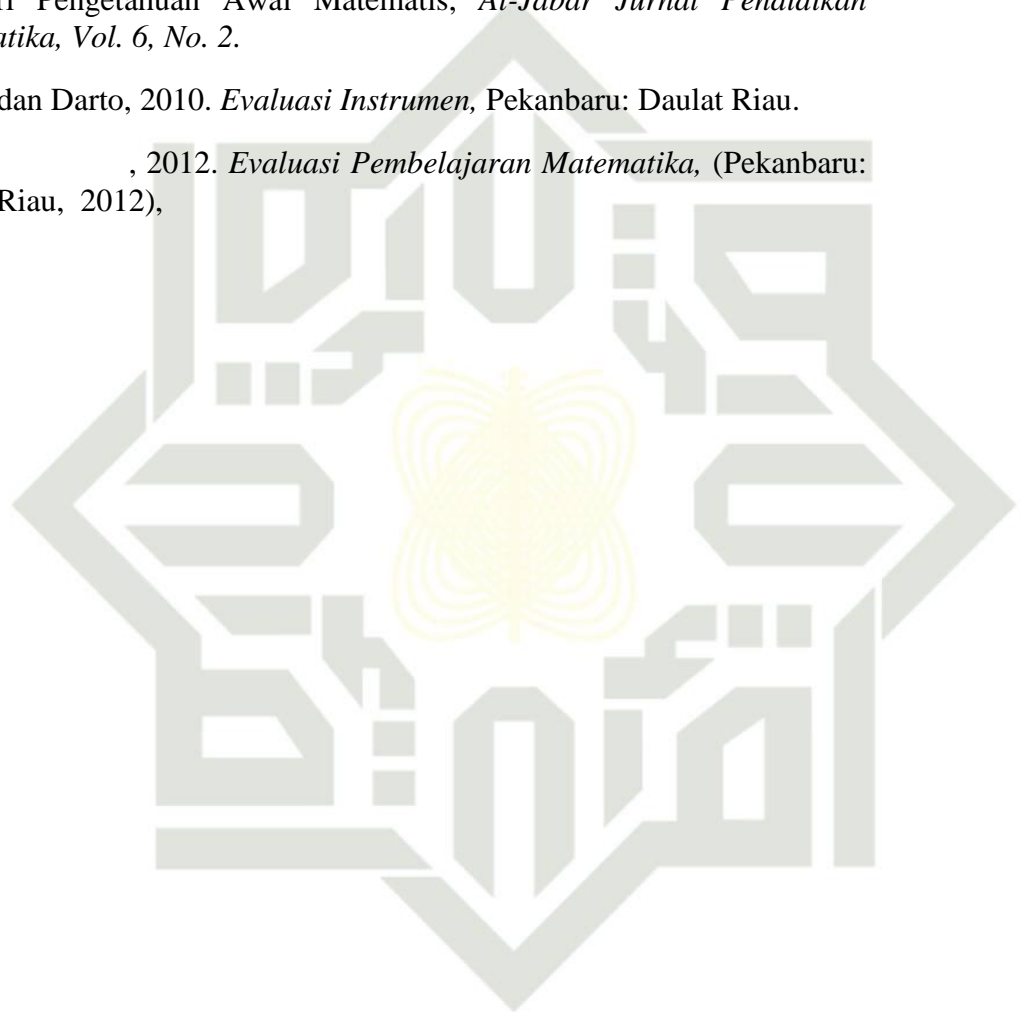 Pengetahuan Awal Matematis, Al-Jabar Jurnal Pendidikan
Vol. 6, No. 2.
dan Darto, 2010. Evaluasi Instrumen, Pekanbaru: Daulat Riau.
, 2012. Evaluasi Pembelajaran Matematika, (Pekanbaru:
Riau, 2012),